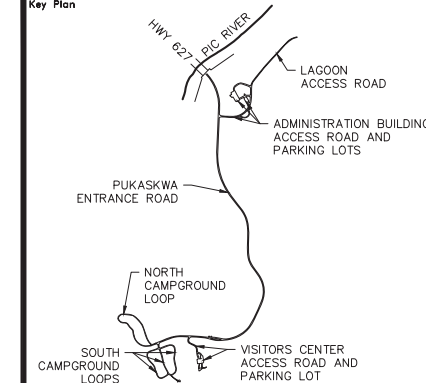 Key Plan
HWY 627
PIC RIVER
LAGOON
ACCESS ROAD
ADMINISTRATION BUILDING
ACCESS ROAD AND
PARKING LOTS
PUKASKWA
ENTRANCE ROAD
NORTH
CAMPGROUND
LOOP
SOUTH
CAMPGROUND
LOOPS
VISITORS CENTER
ACCESS ROAD AND
PARKING LOT